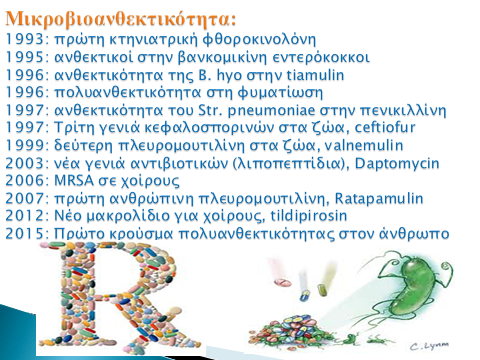 Μικροβιοανθεκτικότητα:
1993: πρώτη κτηνιατρική φθοροκινολόνη
1995: ανθεκτικοί στην βανκομικίνη εντερόκοκκοι
1996: ανθεκτικότητα της B. hyo στην tiamulin
1996: πολυανθεκτικότητα στη φυματίωση
1997: ανθεκτικότητα του Str. pneumoniae στην πενικιλλίνη
1997: Τρίτη γενιά κεφαλοσπορινών στα ζώα, ceftiofur
1999: δεύτερη πλευρομουτιλίνη στα ζώα, valnemulin
2003: νέα γενιά αντιβιοτικών (λιποπεπτίδια), Daptomycin
2006: MRSA σε χοίρους
2007: πρώτη ανθρώπινη πλευρομουτιλίνη, Ratapamulin
2012: Νέο μακρολίδιο για χοίρους, tildipirosin
2015: Πρώτο κρούσμα πολυανθεκτικότητας στον άνθρωπο
R
C. Lynm